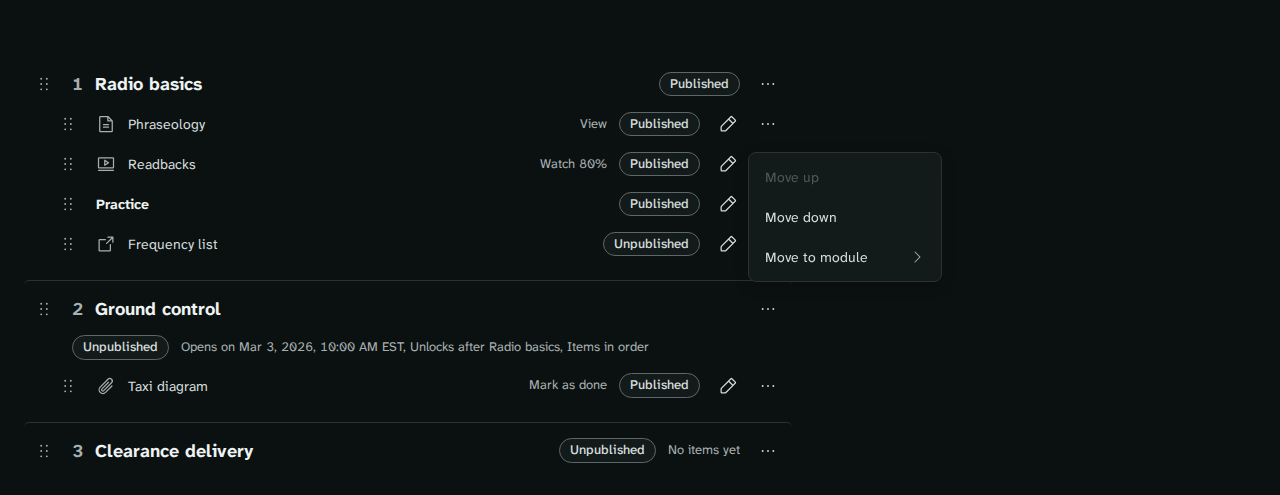 1 Radio basics Published
Phraseology View Published
Readbacks Watch 80% Published
Move up
Practice Published
Move down
Frequency list Unpublished
Move to module
2 Ground control
Unpublished Opens on Mar 3, 2026, 10:00 AM EST, Unlocks after Radio basics, Items in order
Taxi diagram Mark as done Published
3 Clearance delivery Unpublished No items yet